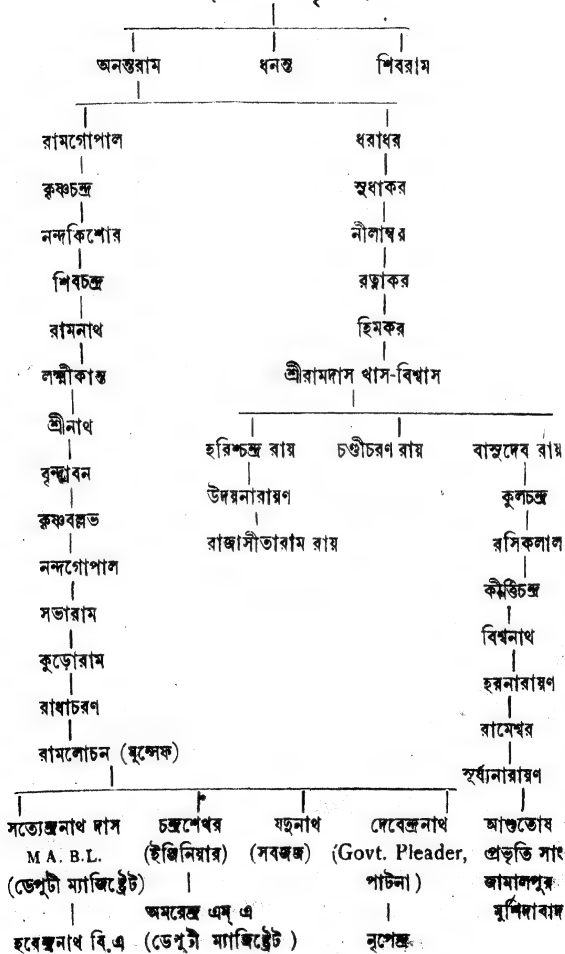 অনন্তরাম ধনন্ত শিবরাম
রামগোপাল ধরাধর
কৃষ্ণচন্দ্র সুধাকর
নন্দকিশোর নীলাম্বর
শিবচন্দ্র রত্নাকর
রামনাথ হিমকর
লক্ষ্মীকান্ত শ্রীরামদাস খাস-বিশ্বাস
শ্রীনাথ
হরিশ্চন্দ্র রায় চণ্ডীচরণ রায় বাসুদেব রায়
বৃন্দাবন উদয়নারায়ণ কুলচন্দ্র
কৃষ্ণবল্লভ রাজাসীতারাম রায় রসিকলাল
নন্দগোপাল কীর্ত্তিচন্দ্র
সভারাম বিশ্বনাথ
কুড়োরাম হরনারায়ণ
রাধাচরণ রামেশ্বর
রামলোচন (মুন্সেফ) সূর্য্যনারায়ণ
সত্যেন্দ্রনাথ দাস চন্দ্রশেখর যদুনাথ দেবেন্দ্রনাথ আশুতোষ
M A. B.L. (ইঞ্জিনিয়ার) (সবজজ) (Govt. Pleader, প্রভৃতি সাং
(ডেপুটী ম্যাজিষ্ট্রেট) পাটনা) জামালপুর
অমরেন্দ্র এম্ এ মুর্শিদাবাদ
হরেন্দ্রনাথ বি,এ (ডেপুটী ম্যাজিষ্ট্রেট) নৃপেন্দ্র